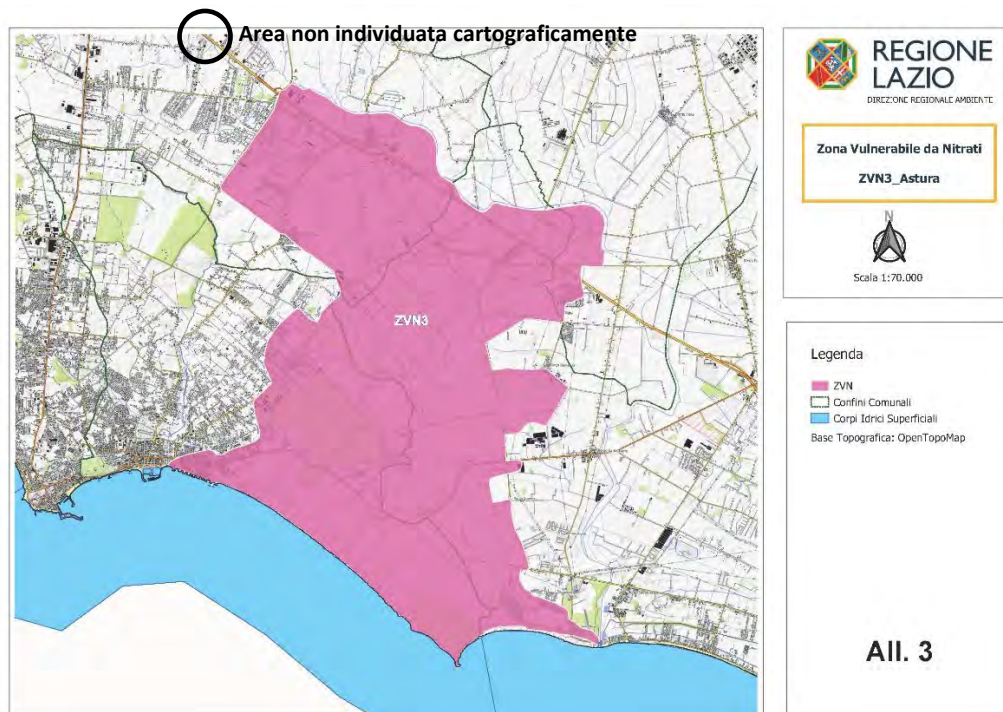 Area non individuata cartograficamente
ZVN3
REGIONE
LAZIO
DIREZIONE REGIONALE AMBIENTE
Zona Vulnerabile da Nitrati
ZVN3_Astura
N
Scala 1:70.000
Legenda
ZVN
Confini Comunali
Corpi Idrici Superficiali
Base Topografica: OpenTopoMap
All. 3